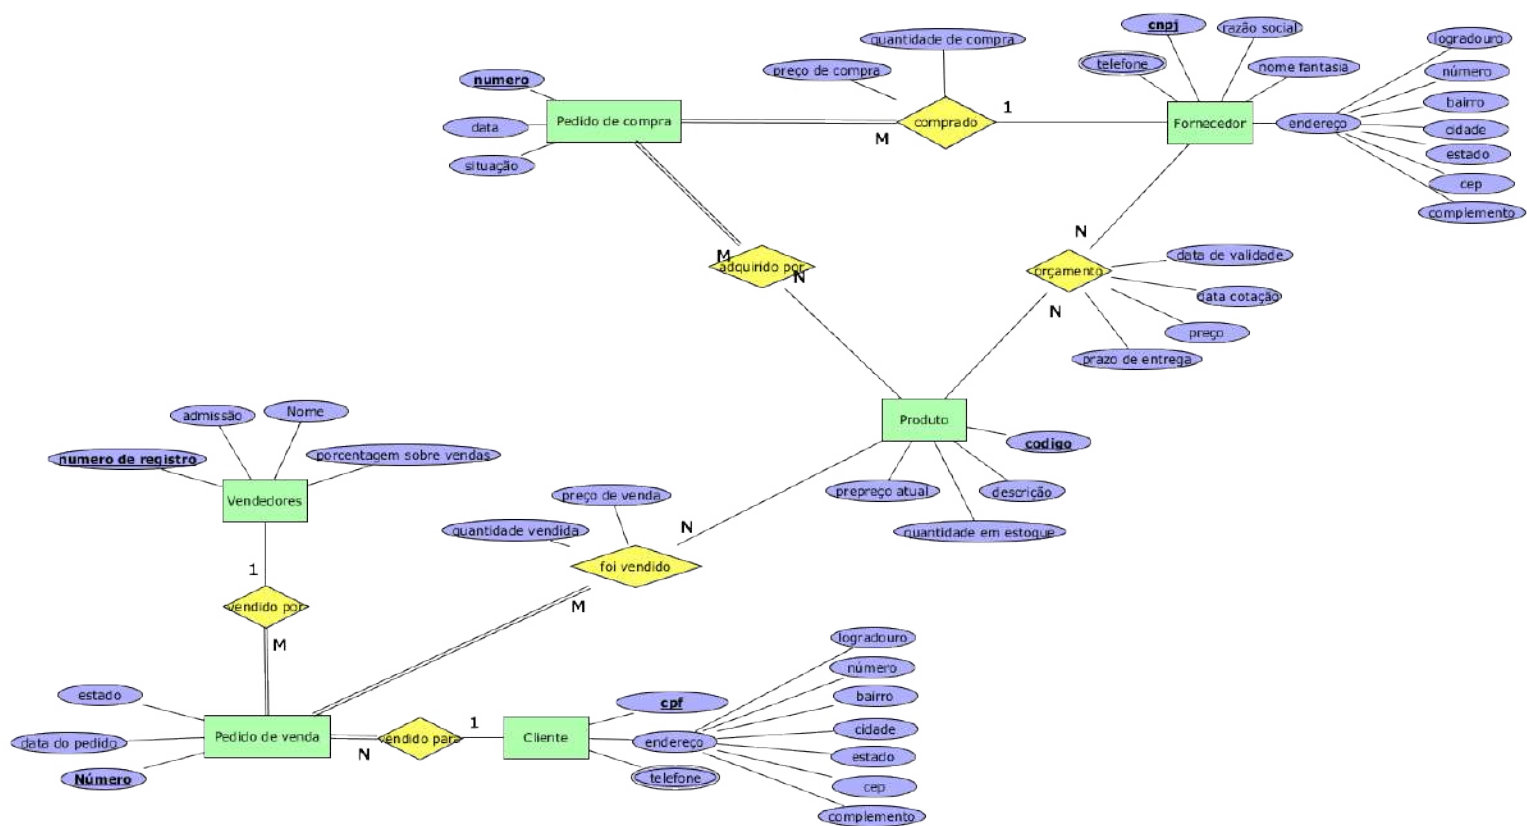 cnpj
razão social
logradouro
quantidade de compra
telefone
nome fantasia
número
preço de compra
numero
bairro
Pedido de compra
comprado
1
Fornecedor
endereço
cidade
data
M
estado
situação
cep
complemento
N
data de validade
M
adquirido por
N
orçamento
data cotação
N
preço
prazo de entrega
admissão
Nome
Produto
codigo
numero de registro
porcentagem sobre vendas
Vendedores
preço de venda
prepreço atual
descrição
quantidade vendida
N
quantidade em estoque
1
foi vendido
vendido por
M
M
logradouro
número
estado
cpf
bairro
Pedido de venda
vendido para
1
Cliente
endereço
cidade
data do pedido
N
estado
Número
telefone
cep
complemento